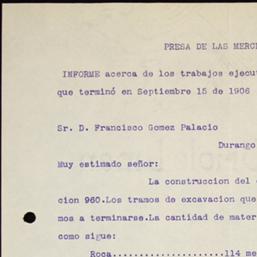 PRESA DE LAS MERC
INFORME acerca de los trabajos ejecu
que terminó en Septiembre 15 de 1906
Sr. D. Francisco Gomez Palacio
Durango
Muy estimado señor:
La construccion del
cion 960.Los tramos de excavacion que
mos a terminarse.La cantidad de mater
como sigue:
Roca....................114 me